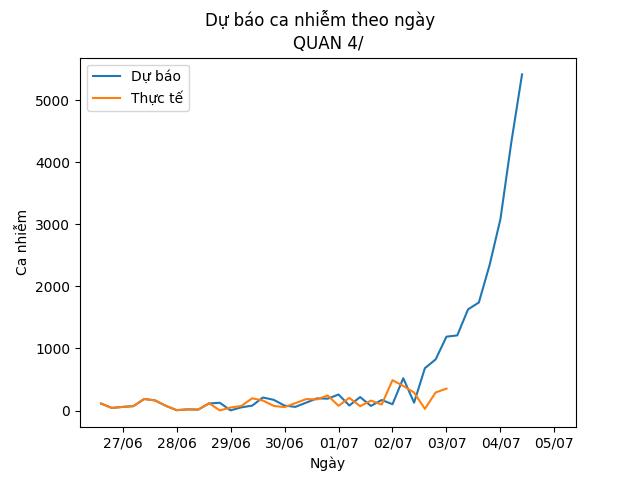 Dự báo ca nhiễm theo ngày
QUAN 4/
Dự báo
Thực tế
Ca nhiễm
5000
4000
3000
2000
1000
0
27/06 28/06 29/06 30/06 01/07 02/07 03/07 04/07 05/07
Ngày